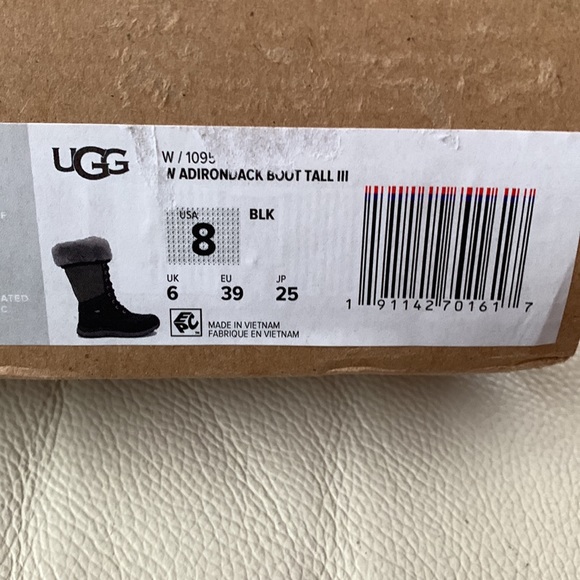 UGG
W / 1095
W ADIRONDACK BOOT TALL III
USA
8
BLK
UK EU JP
6 39 25
MADE IN VIETNAM
FABRIQUE EN VIETNAM
1 91142 70161 7
F
ATED
C